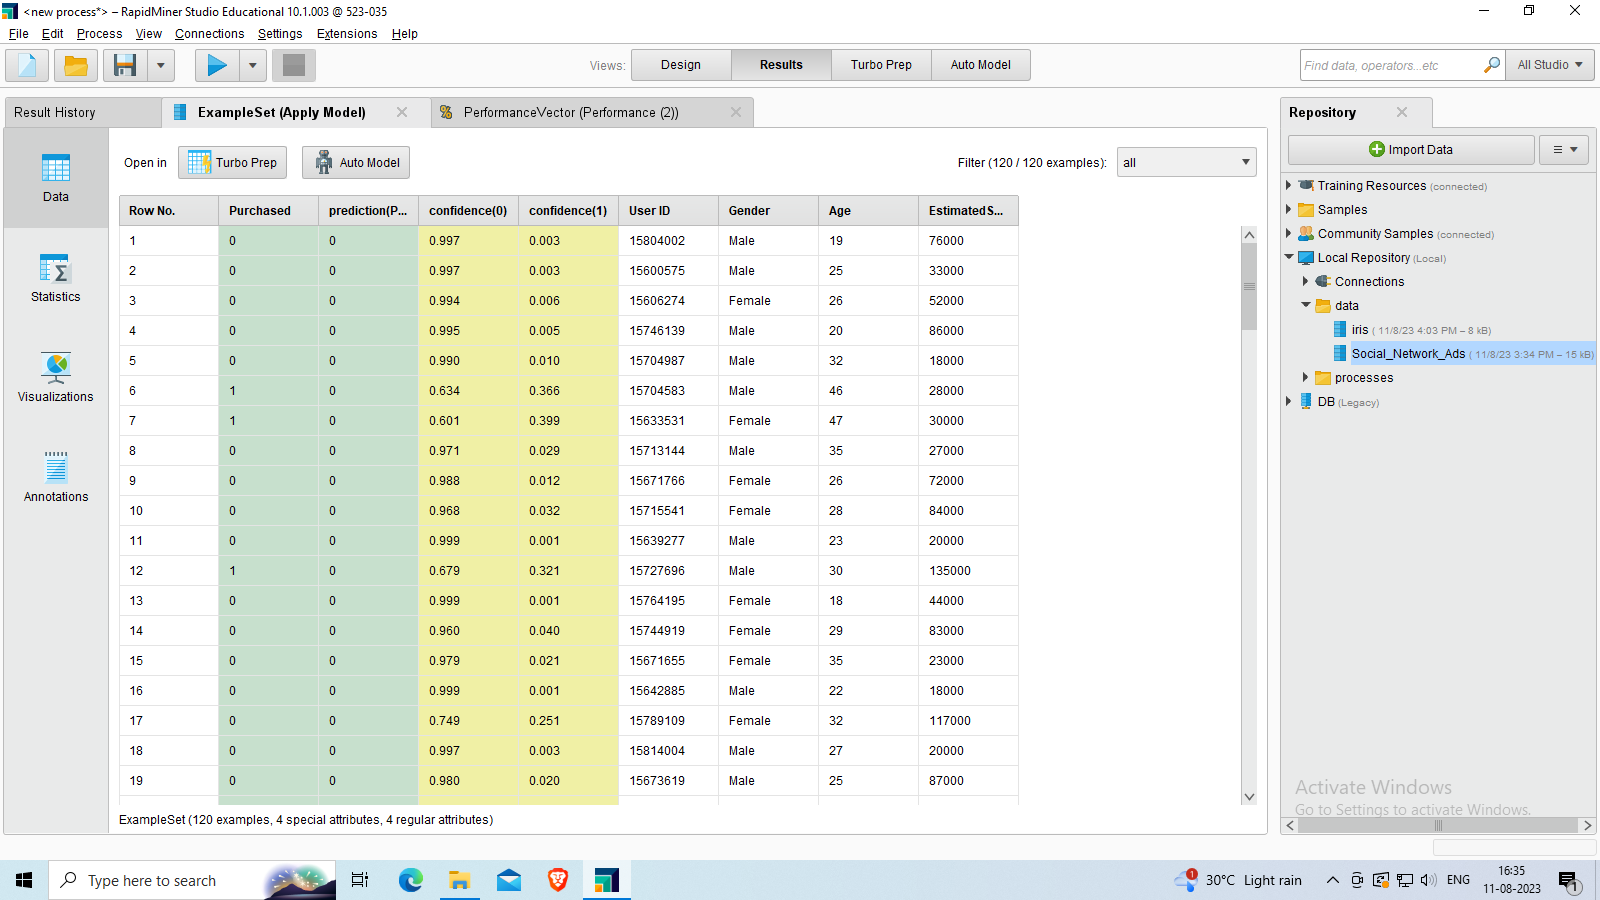 <new process*> – RapidMiner Studio Educational 10.1.003 @ 523-035
File Edit Process View Connections Settings Extensions Help
Views: Design Results Turbo Prep Auto Model Find data, operators...etc All Studio
Result History ExampleSet (Apply Model) PerformanceVector (Performance (2)) Repository
Open in Turbo Prep Auto Model Filter (120 / 120 examples): all
Import Data
Data
Statistics
Visualizations
Annotations
Row No. Purchased prediction(P... confidence(0) confidence(1) User ID Gender Age EstimatedS...
1 0 0 0.997 0.003 15804002 Male 19 76000
2 0 0 0.997 0.003 15600575 Male 25 33000
3 0 0 0.994 0.006 15606274 Female 26 52000
4 0 0 0.995 0.005 15746139 Male 20 86000
5 0 0 0.990 0.010 15704987 Male 32 18000
6 1 0 0.634 0.366 15704583 Male 46 28000
7 1 0 0.601 0.399 15633531 Female 47 30000
8 0 0 0.971 0.029 15713144 Male 35 27000
9 0 0 0.988 0.012 15671766 Female 26 72000
10 0 0 0.968 0.032 15715541 Female 28 84000
11 0 0 0.999 0.001 15639277 Male 23 20000
12 1 0 0.679 0.321 15727696 Male 30 135000
13 0 0 0.999 0.001 15764195 Female 18 44000
14 0 0 0.960 0.040 15744919 Female 29 83000
15 0 0 0.979 0.021 15671655 Female 35 23000
16 0 0 0.999 0.001 15642885 Male 22 18000
17 0 0 0.749 0.251 15789109 Female 32 117000
18 0 0 0.997 0.003 15814004 Male 27 20000
19 0 0 0.980 0.020 15673619 Male 25 87000
ExampleSet (120 examples, 4 special attributes, 4 regular attributes)
Training Resources (connected)
Samples
Community Samples (connected)
Local Repository (Local)
Connections
data
iris ( 11/8/23 4:03 PM – 8 kB)
Social_Network_Ads ( 11/8/23 3:34 PM – 15 kB)
processes
DB (Legacy)
Activate Windows
Go to Settings to activate Windows.
Type here to search 1 30°C Light rain ENG 16:35
11-08-2023 1